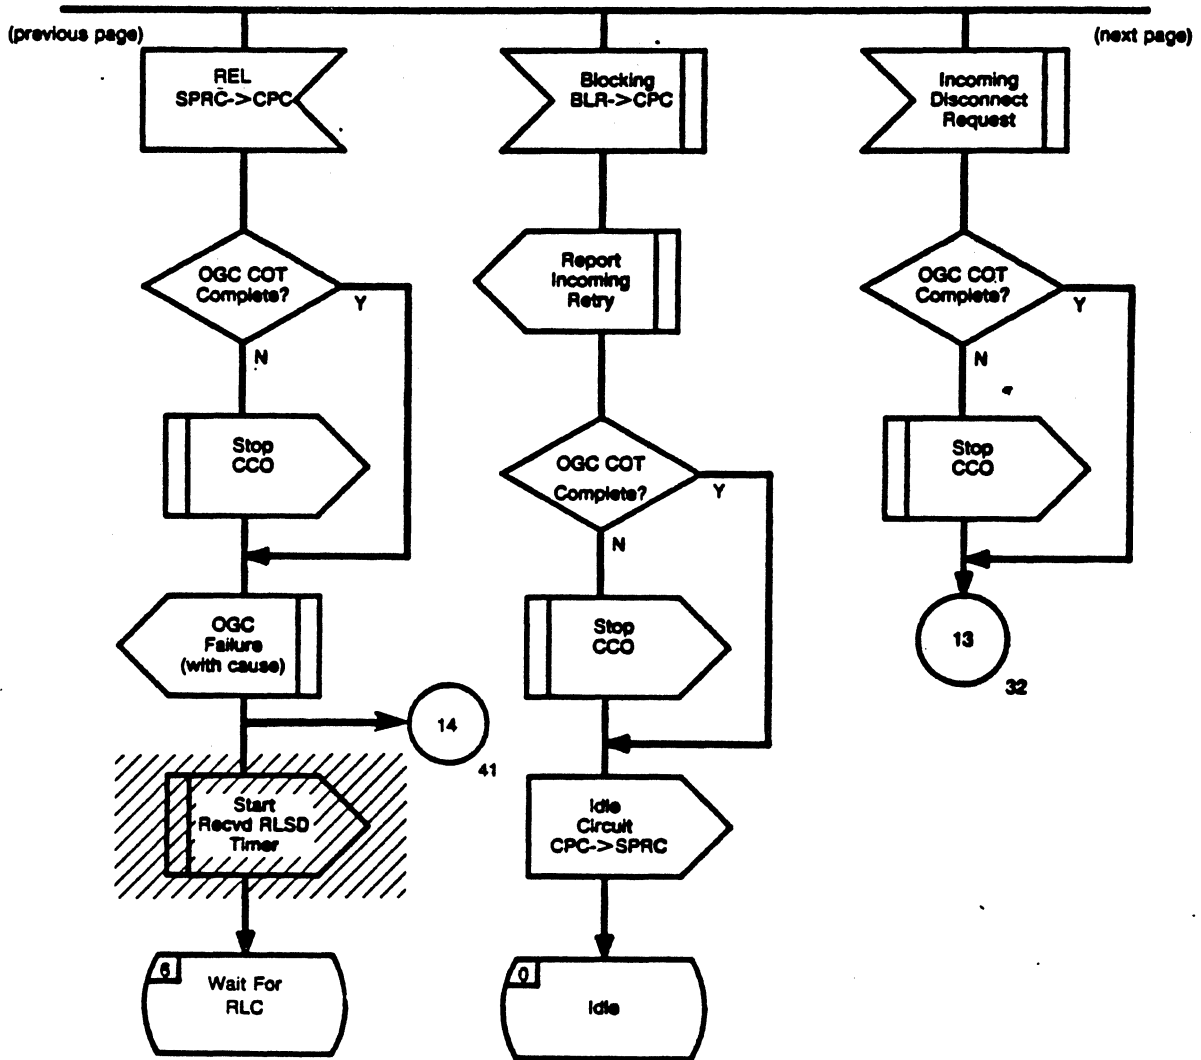 (previous page)
(next page)
REL
SPRC->CPC
OGC COT
Complete?
Y
N
Stop
CCO
OGC
Failure
(with cause)
14
41
Start
Recvd RLSD
Timer
6
Wait For
RLC
Blocking
BLR->CPC
Report
Incoming
Retry
OGC COT
Complete?
Y
N
Stop
CCO
Idle
Circuit
CPC->SPRC
0
Idle
Incoming
Disconnect
Request
OGC COT
Complete?
Y
N
Stop
CCO
13
32